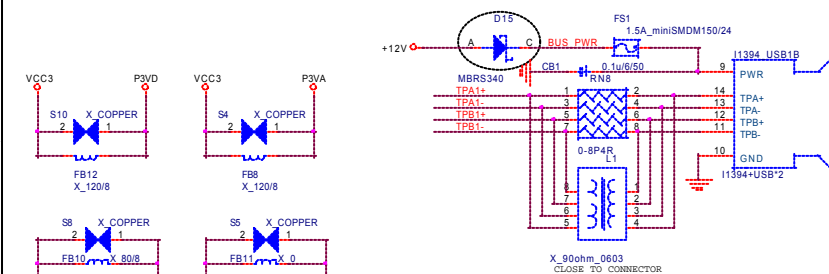 D15
FS1
1.5A_miniSMDM150/24
+12V
A
C
BUS_PWR
I1394_USB1B
CB1
0.1u/6/50
9
PWR
VCC3
P3VD
VCC3
P3VA
MBRS340
RN8
TPA1+
1
2
14
TPA+
TPA1-
3
4
13
TPA-
TPB1+
5
6
12
TPB+
TPB1-
7
8
11
TPB-
S10
X_COPPER
2
1
S4
X_COPPER
2
1
0-8P4R
L1
10
GND
I1394+USB*2
FB12
X_120/8
FB8
X_120/8
8
1
7
2
6
3
5
4
S8
X_COPPER
2
1
S5
X_COPPER
2
1
FB10
X_80/8
FB11
X_0
X_90ohm_0603
CLOSE TO CONNECTOR